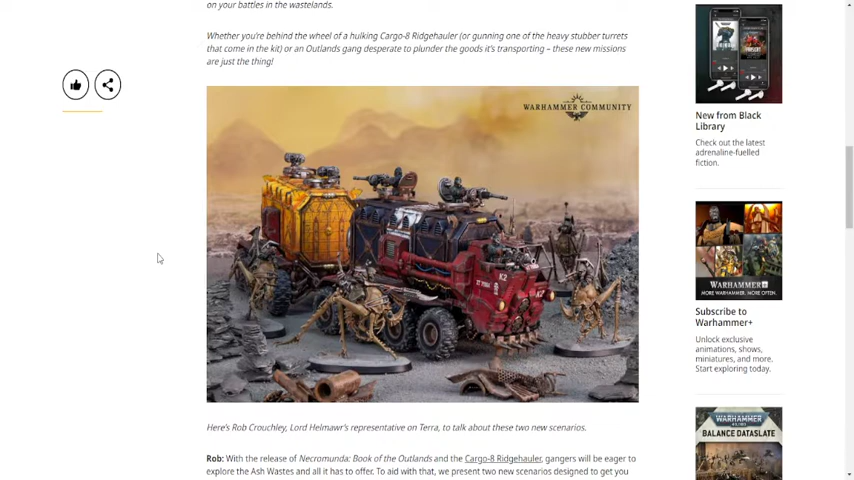 on your battles in the wastelands.
Whether you're behind the wheel of a hulking Cargo-8 Ridgehauler (or gunning one of the heavy stubber turrets
that come in the kit) or an Outlands gang desperate to plunder the goods it's transporting – these new missions
are just the thing!
WARHAMMER COMMUNITY
K2
K2
Here's Rob Crouchley, Lord Helmawr's representative on Terra, to talk about these two new scenarios.
Rob: With the release of Necromunda: Book of the Outlands and the Cargo-8 Ridgehauler, gangers will be eager to
explore the Ash Wastes and all it has to offer. To aid with that, we present two new scenarios designed to get you
New from Black
Library
Check out the latest
adrenaline-fuelled
fiction.
WARHAMMER+
MORE WARHAMMER. MORE OFTEN.
Subscribe to
Warhammer+
Unlock exclusive
animations, shows,
miniatures, and more.
Start exploring today.
WARHAMMER
BALANCE DATASLATE